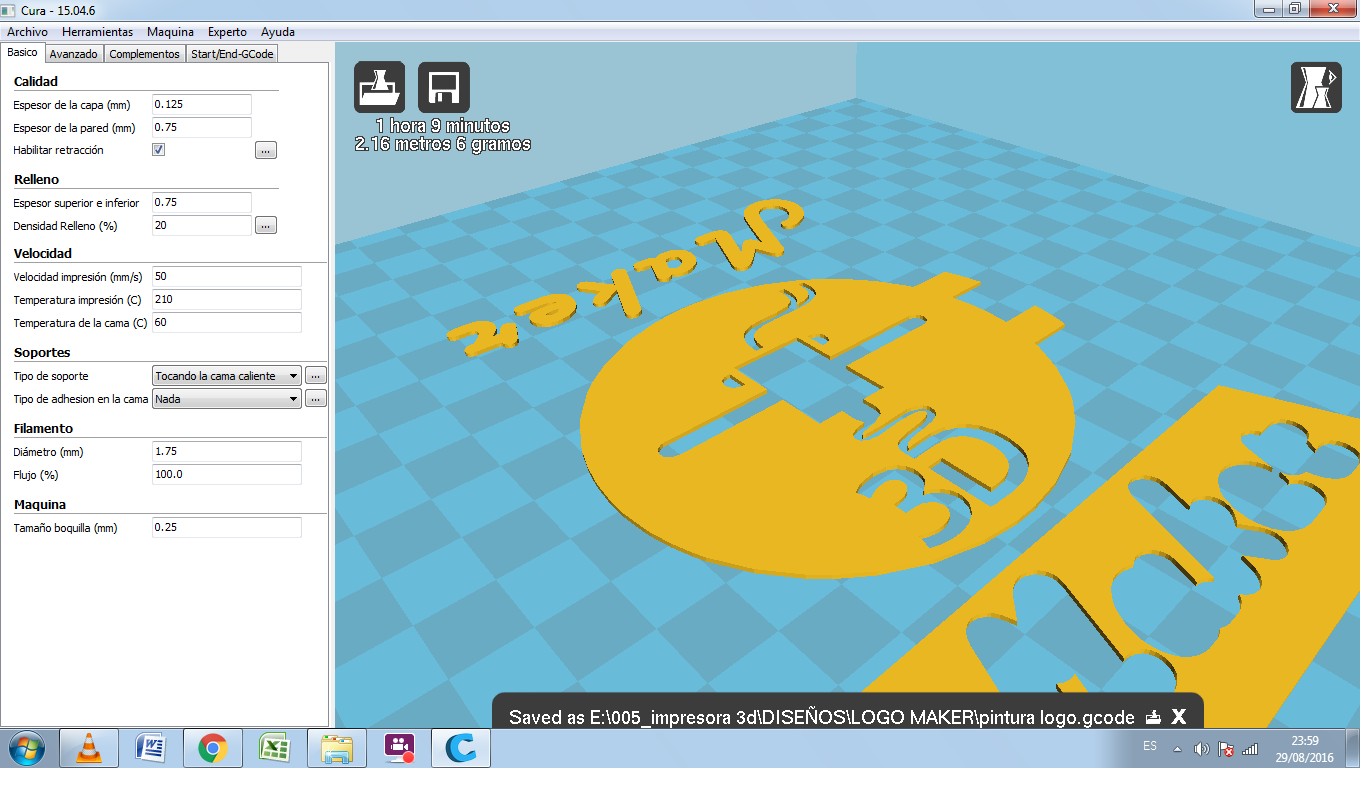 Cura - 15.04.6
Archivo Herramientas Maquina Experto Ayuda
Basico Avanzado Complementos Start/End-GCode
Calidad
Espesor de la capa (mm) 0.125
Espesor de la pared (mm) 0.75
Habilitar retracción ...
Relleno
Espesor superior e inferior 0.75
Densidad Relleno (%) 20 ...
Velocidad
Velocidad impresión (mm/s) 50
Temperatura impresión (C) 210
Temperatura de la cama (C) 60
Soportes
Tipo de soporte Tocando la cama caliente ...
Tipo de adhesion en la cama Nada ...
Filamento
Diámetro (mm) 1.75
Flujo (%) 100.0
Maquina
Tamaño boquilla (mm) 0.25
1 hora 9 minutos
2.16 metros 6 gramos
Maker
Saved as E:\005_impresora 3d\DISEÑOS\LOGO MAKER\pintura logo.gcode X
ES 23:59
29/08/2016